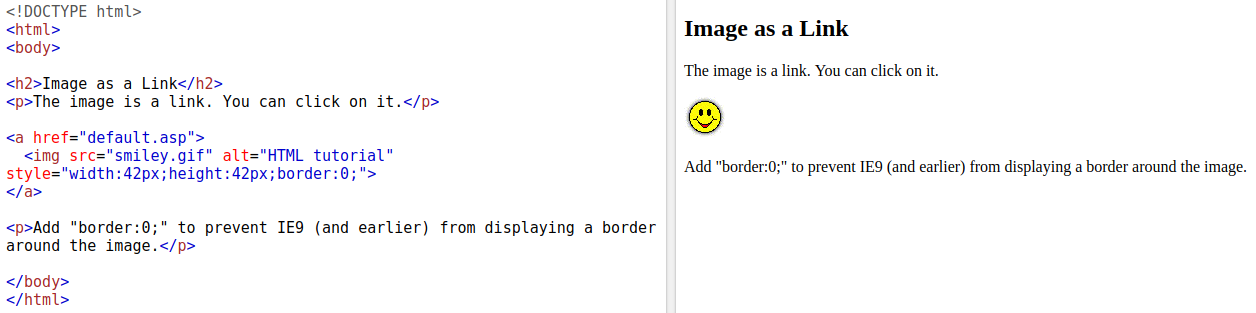 <!DOCTYPE html>
<html>
<body>
<h2>Image as a Link</h2>
<p>The image is a link. You can click on it.</p>
<a href="default.asp">
  <img src="smiley.gif" alt="HTML tutorial"
style="width:42px;height:42px;border:0;">
</a>
<p>Add "border:0;" to prevent IE9 (and earlier) from displaying a border
around the image.</p>
</body>
</html>
Image as a Link
The image is a link. You can click on it.
Add "border:0;" to prevent IE9 (and earlier) from displaying a border around the image.